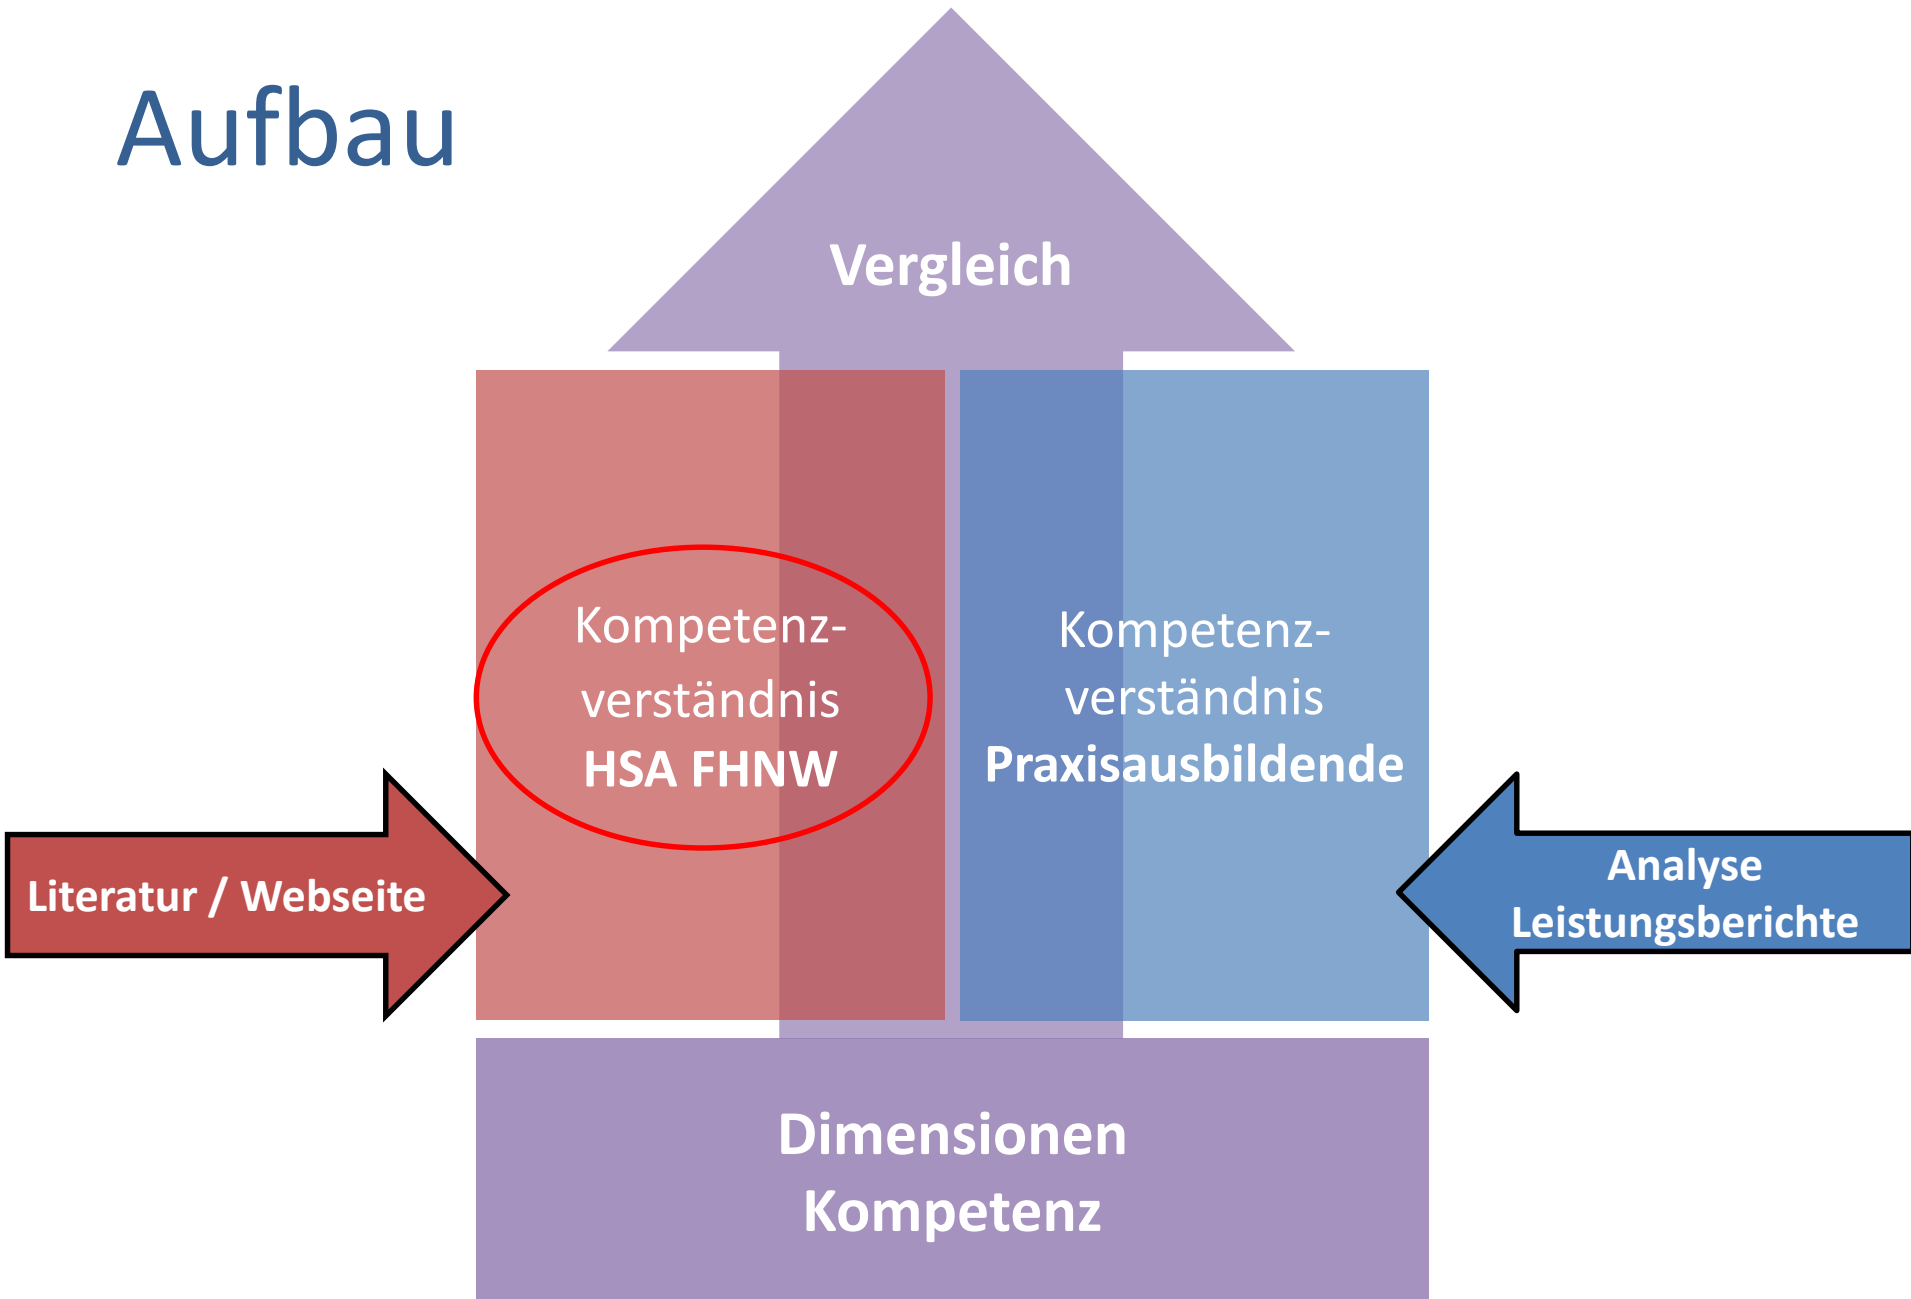 Aufbau
Vergleich
Kompetenz-
verständnis
HSA FHNW
Kompetenz-
verständnis
Praxisausbildende
Literatur / Webseite
Analyse
Leistungsberichte
Dimensionen
Kompetenz